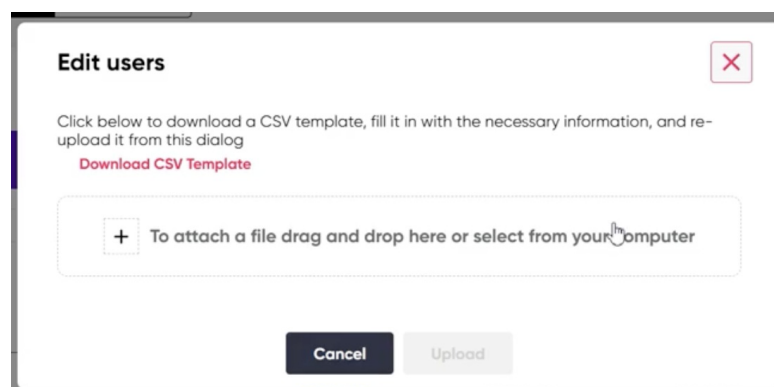 Edit users
Click below to download a CSV template, fill it in with the necessary information, and re-
upload it from this dialog
Download CSV Template
+ To attach a file drag and drop here or select from your computer
Cancel Upload